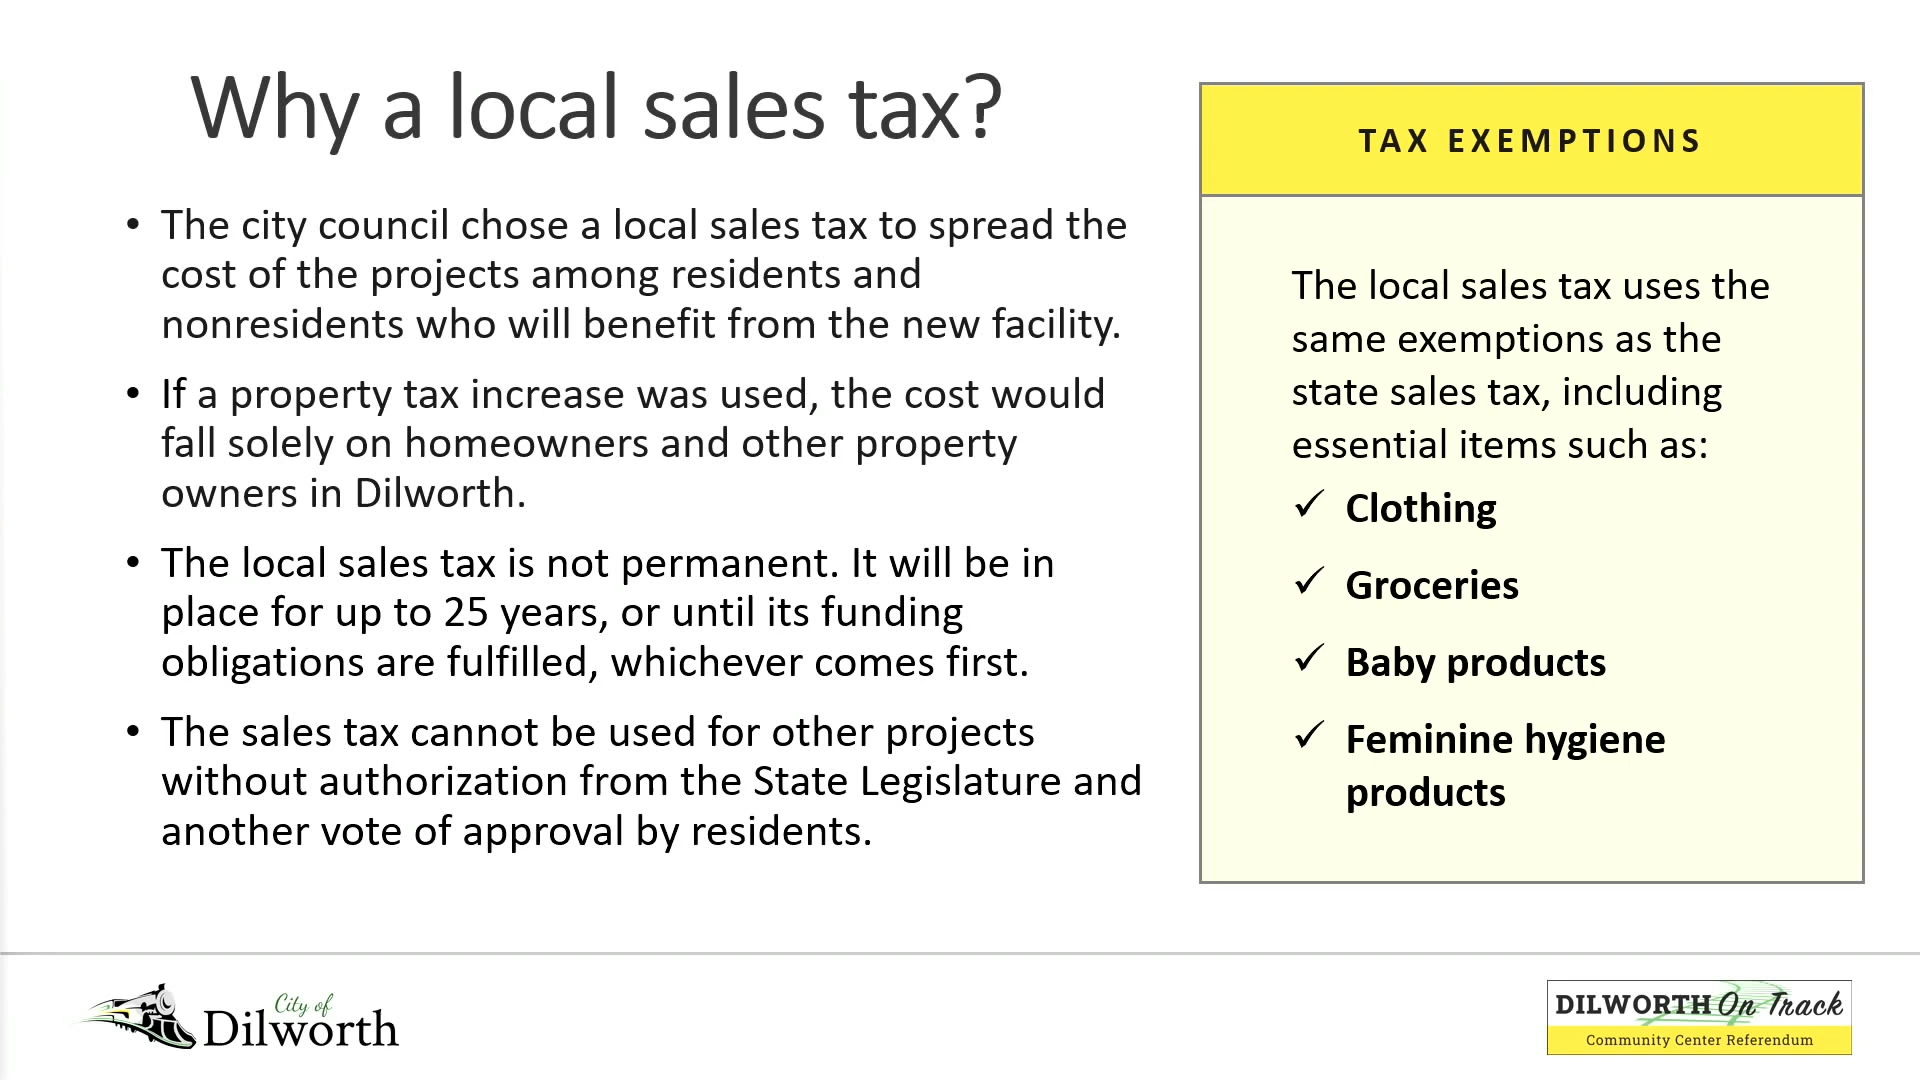 Why a local sales tax?
• The city council chose a local sales tax to spread the
cost of the projects among residents and
nonresidents who will benefit from the new facility.
• If a property tax increase was used, the cost would
fall solely on homeowners and other property
owners in Dilworth.
• The local sales tax is not permanent. It will be in
place for up to 25 years, or until its funding
obligations are fulfilled, whichever comes first.
• The sales tax cannot be used for other projects
without authorization from the State Legislature and
another vote of approval by residents.
TAX EXEMPTIONS
The local sales tax uses the
same exemptions as the
state sales tax, including
essential items such as:
✓ Clothing
✓ Groceries
✓ Baby products
✓ Feminine hygiene
products
City of
Dilworth
DILWORTH On Track
Community Center Referendum